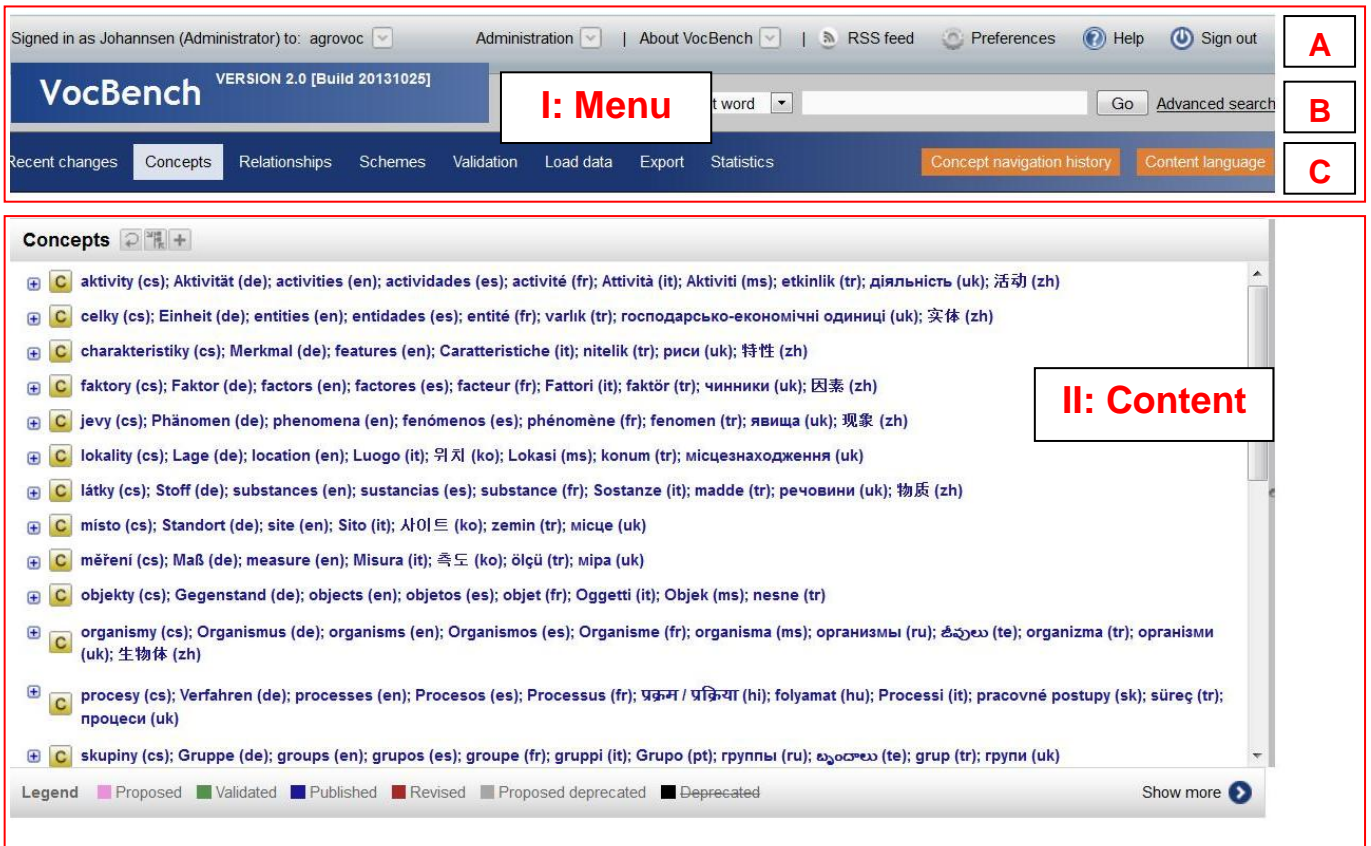 Signed in as Johannsen (Administrator) to: agrovoc Administration | About VocBench | RSS feed Preferences Help Sign out A
VocBench VERSION 2.0 [Build 20131025] I: Menu t word Go Advanced search B
Recent changes Concepts Relationships Schemes Validation Load data Export Statistics Concept navigation history Content language C
Concepts
C aktivity (cs); Aktivität (de); activities (en); actividades (es); activité (fr); Attività (it); Aktiviti (ms); etkinlik (tr); діяльність (uk); 活动 (zh)
C celky (cs); Einheit (de); entities (en); entidades (es); entité (fr); varlık (tr); господарсько-економічні одиниці (uk); 实体 (zh)
C charakteristiky (cs); Merkmal (de); features (en); Caratteristiche (it); nitelik (tr); риси (uk); 特性 (zh)
C faktory (cs); Faktor (de); factors (en); factores (es); facteur (fr); Fattori (it); faktör (tr); чинники (uk); 因素 (zh)
II: Content
C jevy (cs); Phänomen (de); phenomena (en); fenómenos (es); phénomène (fr); fenomen (tr); явища (uk); 现象 (zh)
C lokality (cs); Lage (de); location (en); Luogo (it); 위치 (ko); Lokasi (ms); konum (tr); місцезнаходження (uk)
C látky (cs); Stoff (de); substances (en); sustancias (es); substance (fr); Sostanze (it); madde (tr); речовини (uk); 物质 (zh)
C místo (cs); Standort (de); site (en); Sito (it); 사이트 (ko); zemin (tr); місце (uk)
C měření (cs); Maß (de); measure (en); Misura (it); 측도 (ko); ölçü (tr); міра (uk)
C objekty (cs); Gegenstand (de); objects (en); objetos (es); objet (fr); Oggetti (it); Objek (ms); nesne (tr)
C organismy (cs); Organismus (de); organisms (en); Organismos (es); Organisme (fr); organisma (ms); организмы (ru); జీవులు (te); organizma (tr); організми
(uk); 生物体 (zh)
C procesy (cs); Verfahren (de); processes (en); Procesos (es); Processus (fr); प्रक्रम / प्रक्रिया (hi); folyamat (hu); Processi (it); pracovné postupy (sk); süreç (tr);
процеси (uk)
C skupiny (cs); Gruppe (de); groups (en); grupos (es); groupe (fr); gruppi (it); Grupo (pt); группы (ru); బృందాలు (te); grup (tr); групи (uk)
Legend Proposed Validated Published Revised Proposed deprecated Deprecated Show more